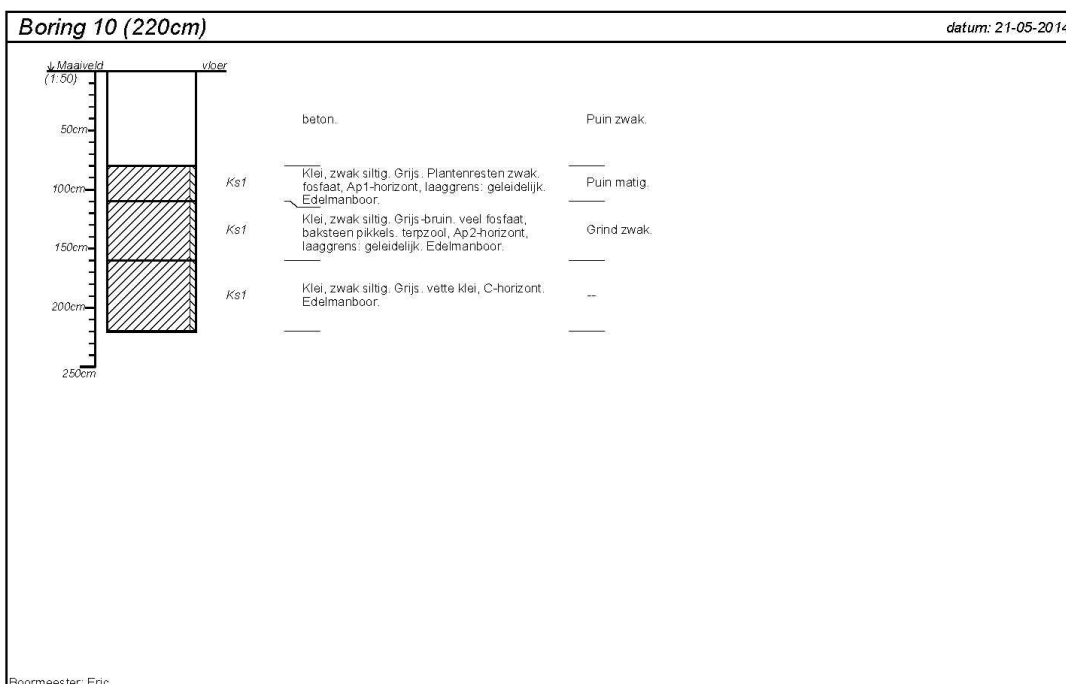 Boring 10 (220cm)
datum: 21-05-2014
Maaiveld
vloer
(1:50)
50cm
beton.
Puin zwak.
100cm
Ks1
Klei, zwak siltig. Grijs. Plantenresten zwak.
fosfaat, Ap1-horizont, laaggrens: geleidelijk.
Edelmanboor.
Puin matig.
150cm
Ks1
Klei, zwak siltig. Grijs-bruin. veel fosfaat,
baksteen pikkels. terpzool, Ap2-horizont,
laaggrens: geleidelijk. Edelmanboor.
Grind zwak.
200cm
Ks1
Klei, zwak siltig. Grijs. vette klei, C-horizont.
Edelmanboor.
--
250cm
Boormeester: Eric